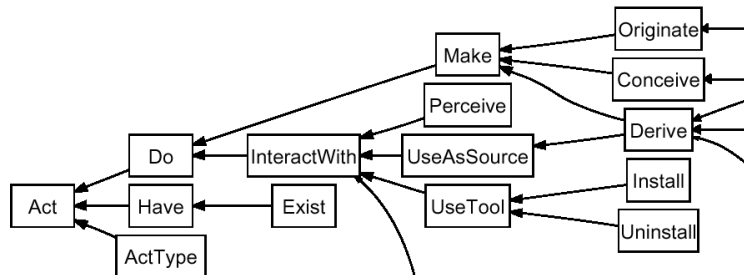 Originate
Make
Conceive
Perceive
Derive
Do
InteractWith
UseAsSource
Install
Act
Have
Exist
UseTool
Uninstall
ActType